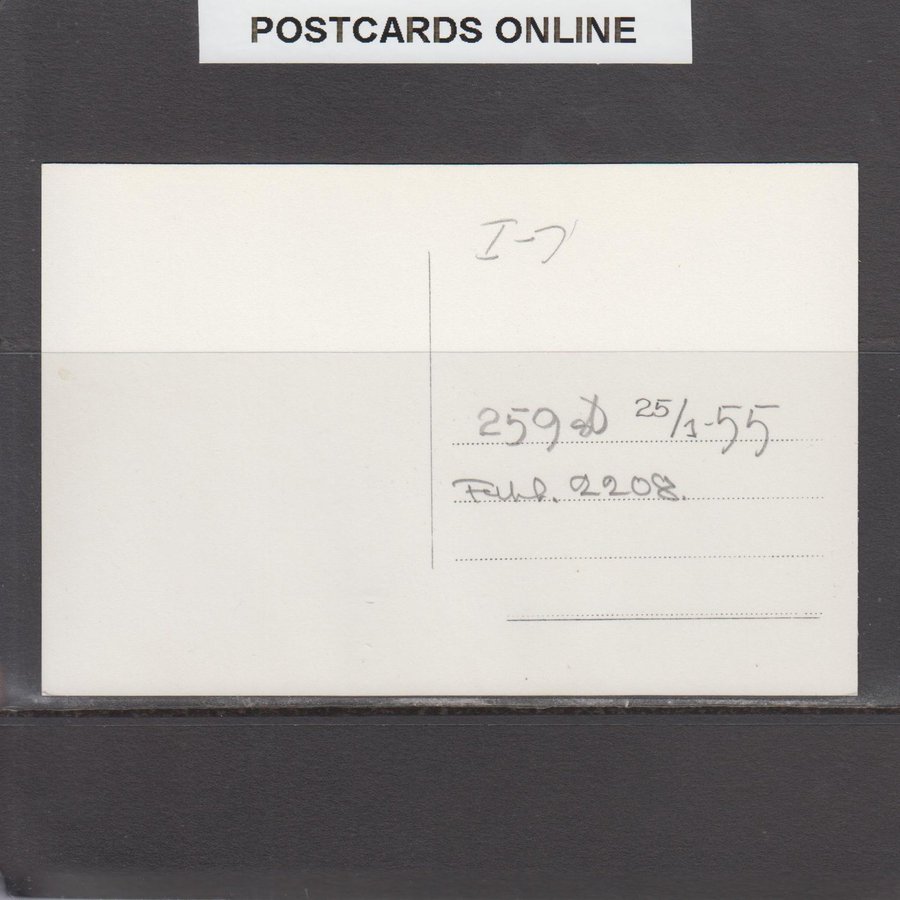 POSTCARDS ONLINE
I-7
259 25/1-55
2208.